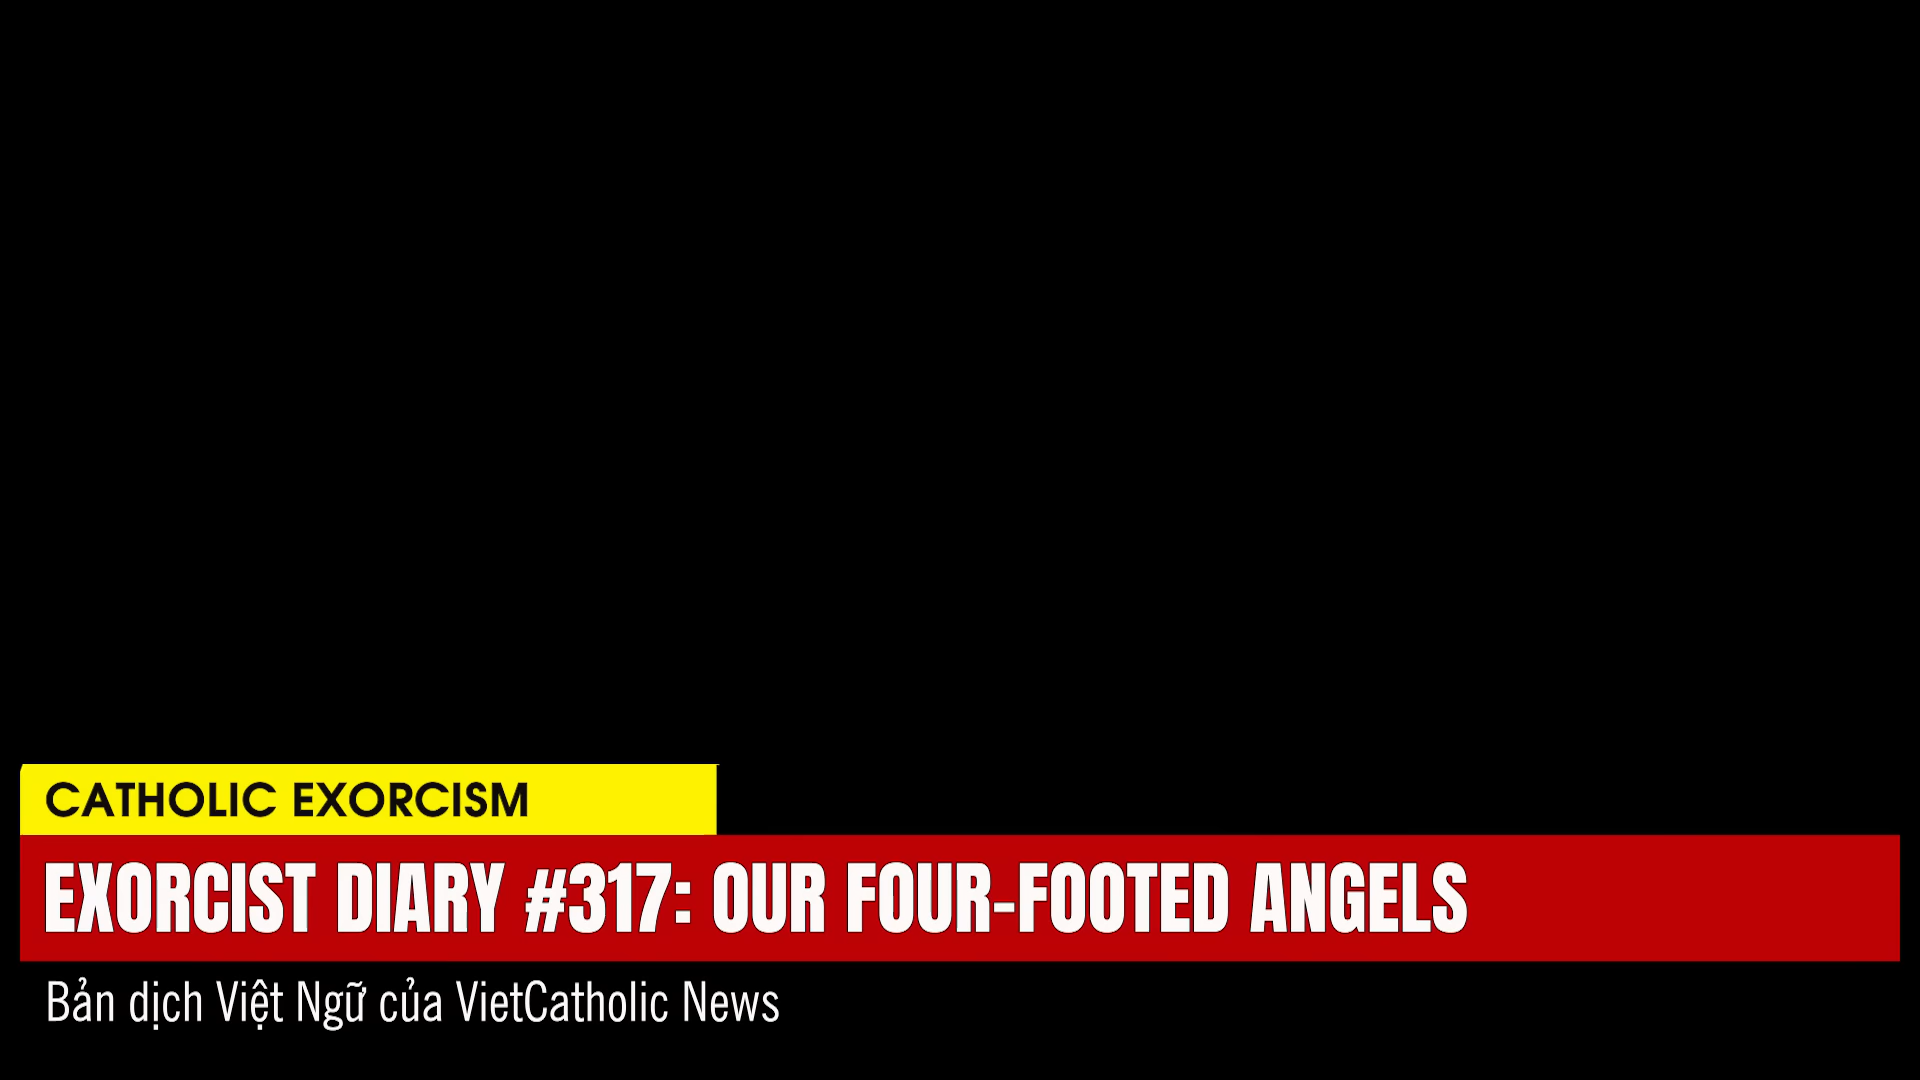 CATHOLIC EXORCISM
EXORCIST DIARY #317: OUR FOUR-FOOTED ANGELS
Bản dịch Việt Ngữ của VietCatholic News